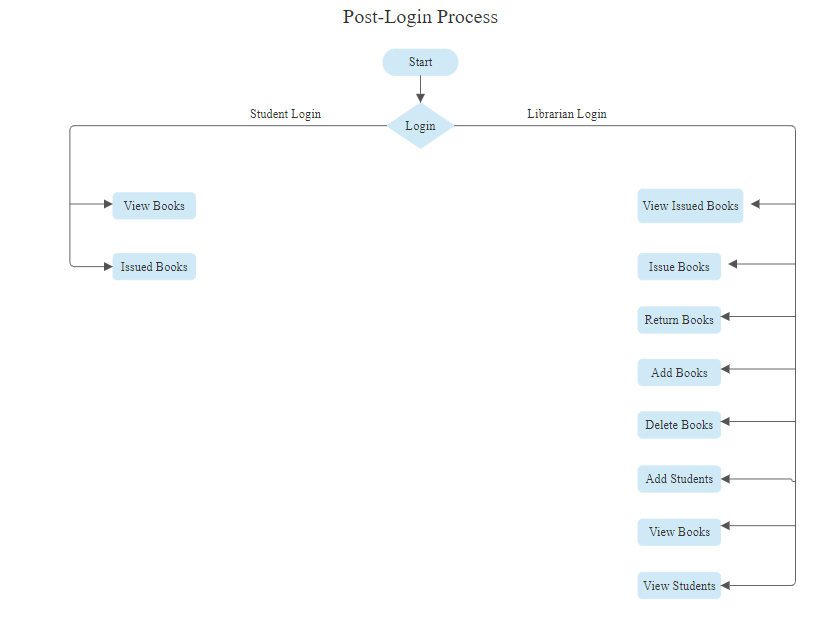 Post-Login Process
Start
Student Login
Librarian Login
Login
View Books
View Issued Books
Issued Books
Issue Books
Return Books
Add Books
Delete Books
Add Students
View Books
View Students